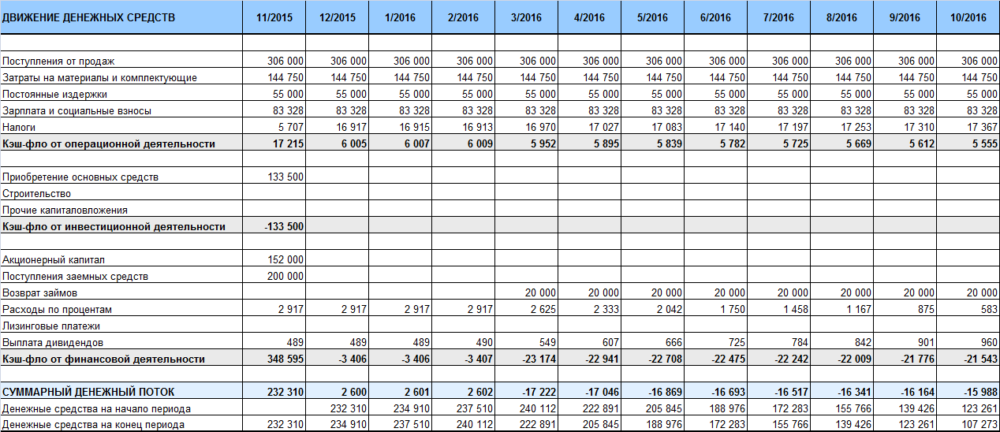 ДВИЖЕНИЕ ДЕНЕЖНЫХ СРЕДСТВ 11/2015 12/2015 1/2016 2/2016 3/2016 4/2016 5/2016 6/2016 7/2016 8/2016 9/2016 10/2016
Поступления от продаж 306 000 306 000 306 000 306 000 306 000 306 000 306 000 306 000 306 000 306 000 306 000 306 000
Затраты на материалы и комплектующие 144 750 144 750 144 750 144 750 144 750 144 750 144 750 144 750 144 750 144 750 144 750 144 750
Постоянные издержки 55 000 55 000 55 000 55 000 55 000 55 000 55 000 55 000 55 000 55 000 55 000 55 000
Зарплата и социальные взносы 83 328 83 328 83 328 83 328 83 328 83 328 83 328 83 328 83 328 83 328 83 328 83 328
Налоги 5 707 16 917 16 915 16 913 16 970 17 027 17 083 17 140 17 197 17 253 17 310 17 367
Кэш-фло от операционной деятельности 17 215 6 005 6 007 6 009 5 952 5 895 5 839 5 782 5 725 5 669 5 612 5 555
Приобретение основных средств 133 500
Строительство
Прочие капиталовложения
Кэш-фло от инвестиционной деятельности -133 500
Акционерный капитал 152 000
Поступления заемных средств 200 000
Возврат займов 20 000 20 000 20 000 20 000 20 000 20 000 20 000 20 000
Расходы по процентам 2 917 2 917 2 917 2 917 2 625 2 333 2 042 1 750 1 458 1 167 875 583
Лизинговые платежи
Выплата дивидендов 489 489 489 490 549 607 666 725 784 842 901 960
Кэш-фло от финансовой деятельности 348 595 -3 406 -3 406 -3 407 -23 174 -22 941 -22 708 -22 475 -22 242 -22 009 -21 776 -21 543
СУММАРНЫЙ ДЕНЕЖНЫЙ ПОТОК 232 310 2 600 2 601 2 602 -17 222 -17 046 -16 869 -16 693 -16 517 -16 341 -16 164 -15 988
Денежные средства на начало периода 232 310 234 910 237 510 240 112 222 891 205 845 188 976 172 283 155 766 139 426 123 261
Денежные средства на конец периода 232 310 234 910 237 510 240 112 222 891 205 845 188 976 172 283 155 766 139 426 123 261 107 273